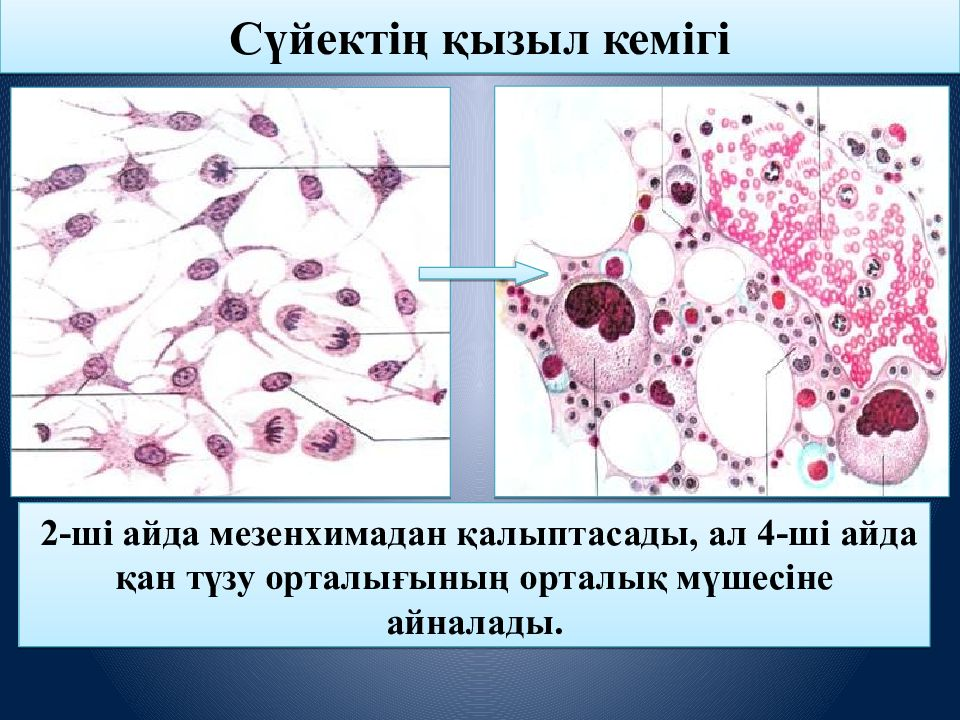 Сүйектің қызыл кемігі
2-ші айда мезенхимадан қалыптасады, ал 4-ші айда
қан түзу орталығының орталық мүшесіне
айналады.